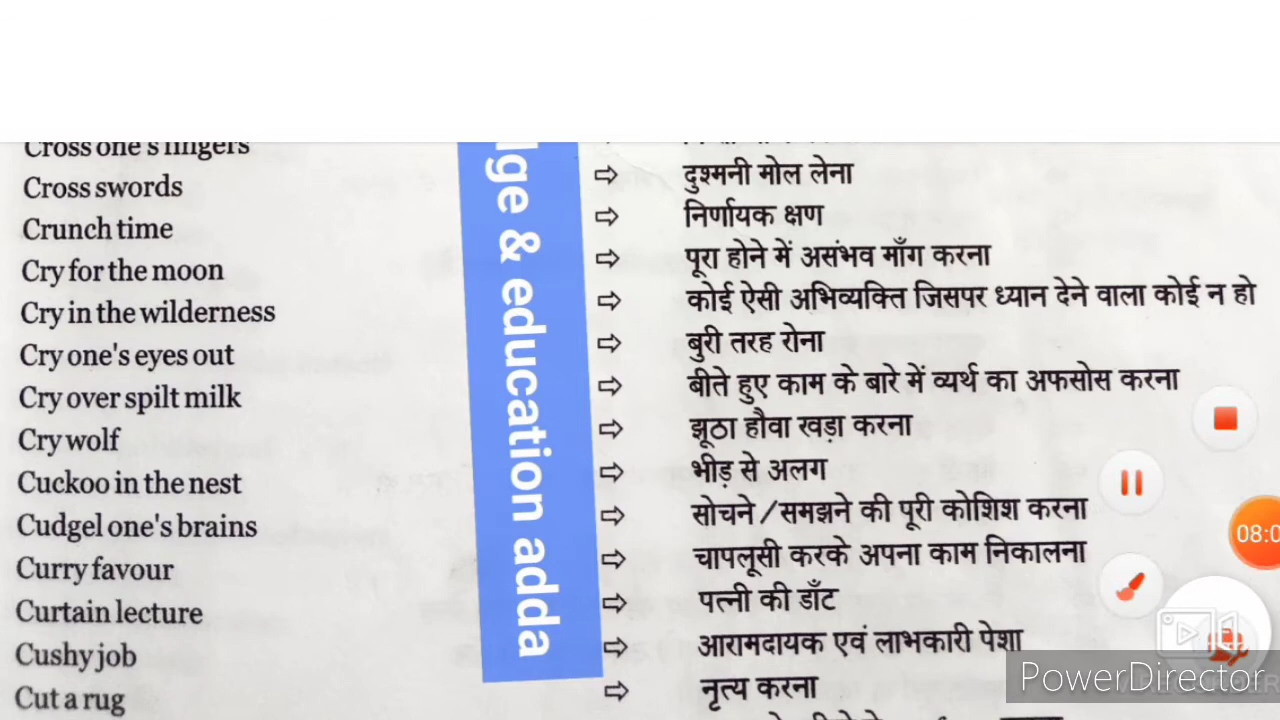 Cross one's fingers
Cross swords ⇨ दुश्मनी मोल लेना
Crunch time ⇨ निर्णायक क्षण
Cry for the moon ⇨ पूरा होने में असंभव माँग करना
Cry in the wilderness ⇨ कोई ऐसी अभिव्यक्ति जिसपर ध्यान देने वाला कोई न हो
Cry one's eyes out ⇨ बुरी तरह रोना
Cry over spilt milk ⇨ बीते हुए काम के बारे में व्यर्थ का अफसोस करना
Cry wolf ⇨ झूठा हौवा खड़ा करना
Cuckoo in the nest ⇨ भीड़ से अलग
Cudgel one's brains ⇨ सोचने/समझने की पूरी कोशिश करना
Curry favour ⇨ चापलूसी करके अपना काम निकालना
Curtain lecture ⇨ पत्नी की डाँट
Cushy job ⇨ आरामदायक एवं लाभकारी पेशा
Cut a rug ⇨ नृत्य करना
dge & education adda
08:0
PowerDirector